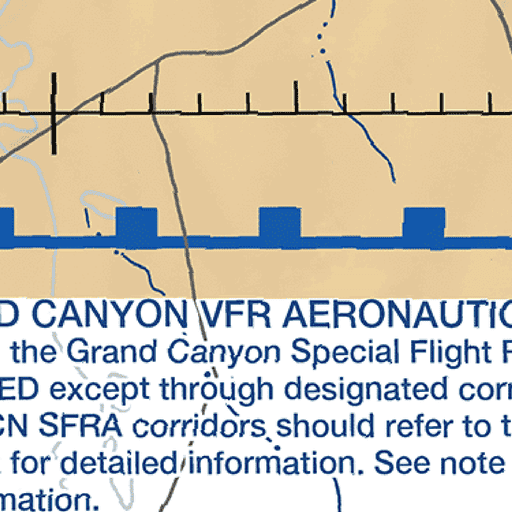 D CANYON VFR AERONAUTIC
the Grand Canyon Special Flight F
ED except through designated corr
CN SFRA corridors should refer to t
for detailed information. See note
mation.